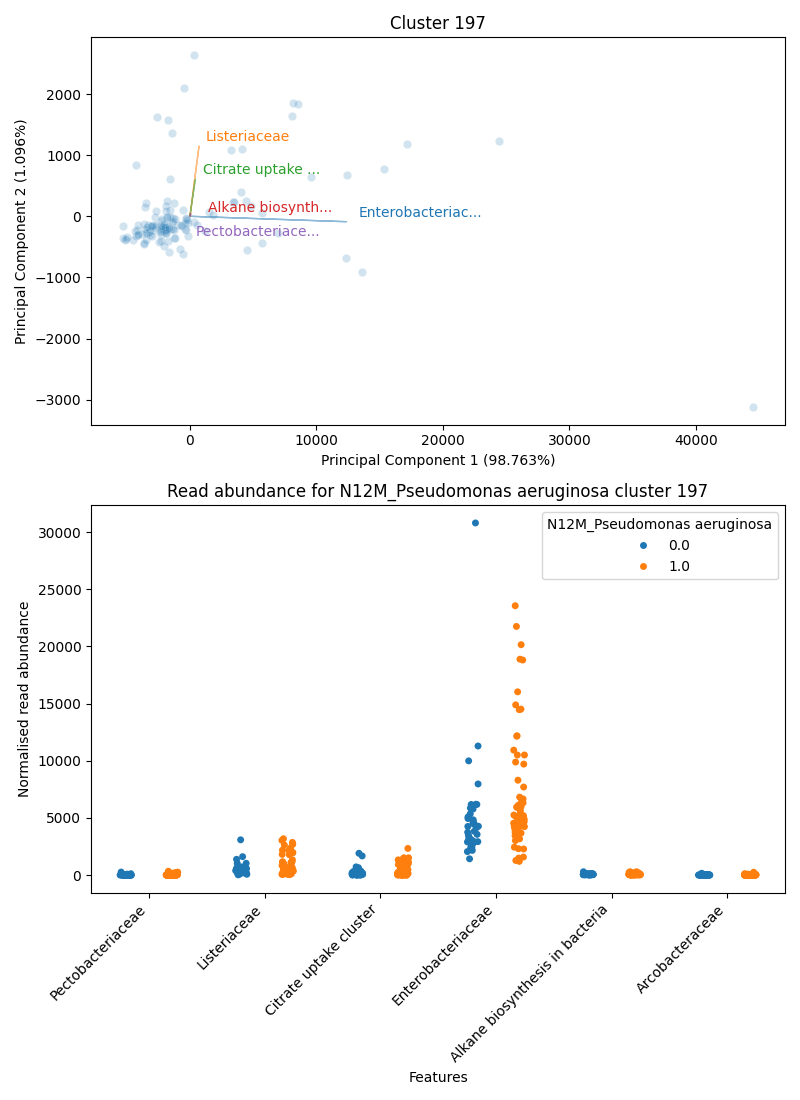 Cluster 197
Principal Component 2 (1.096%)
2000
1000
0
−1000
−2000
−3000
Listeriaceae
Citrate uptake ...
Alkane biosynth...
Enterobacteriac...
Pectobacteriace...
0
10000
20000
30000
40000
Principal Component 1 (98.763%)
Read abundance for N12M_Pseudomonas aeruginosa cluster 197
Normalised read abundance
30000
25000
20000
15000
10000
5000
0
N12M_Pseudomonas aeruginosa
0.0
1.0
Pectobacteriaceae
Listeriaceae
Citrate uptake cluster
Enterobacteriaceae
Alkane biosynthesis in bacteria
Arcobacteraceae
Features